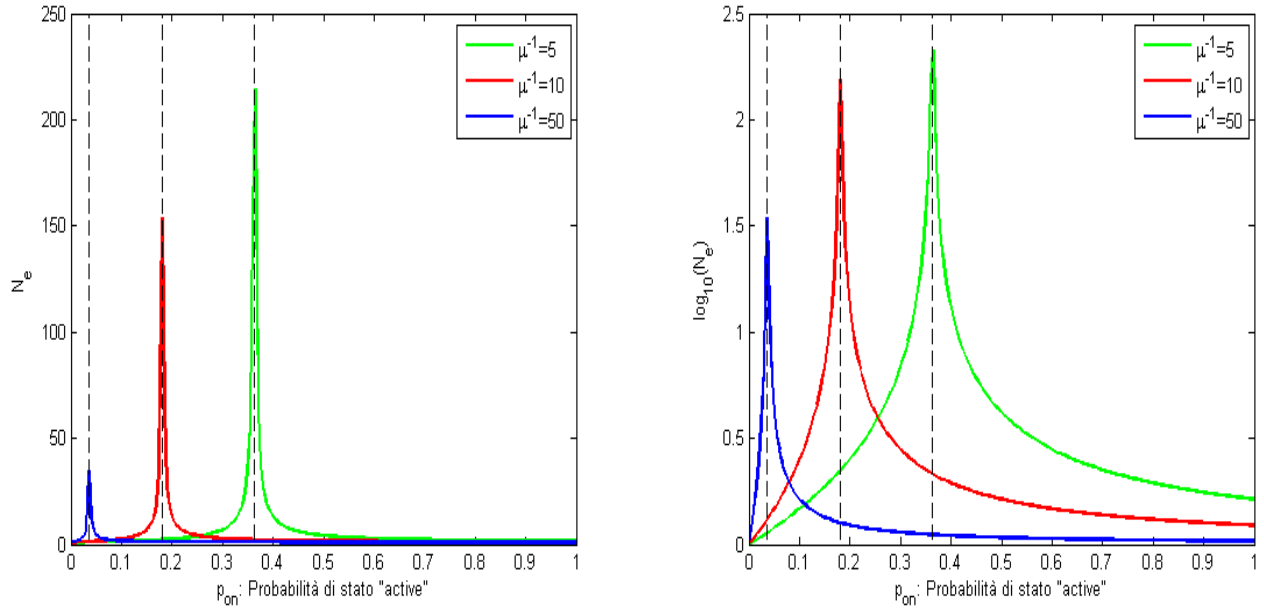 250
200
150
100
50
0
N_e
0 0.1 0.2 0.3 0.4 0.5 0.6 0.7 0.8 0.9 1
p_on: Probabilità di stato "active"
μ^-1=5
μ^-1=10
μ^-1=50
2.5
2
1.5
1
0.5
0
log_10(N_e)
0 0.1 0.2 0.3 0.4 0.5 0.6 0.7 0.8 0.9 1
p_on: Probabilità di stato "active"
μ^-1=5
μ^-1=10
μ^-1=50